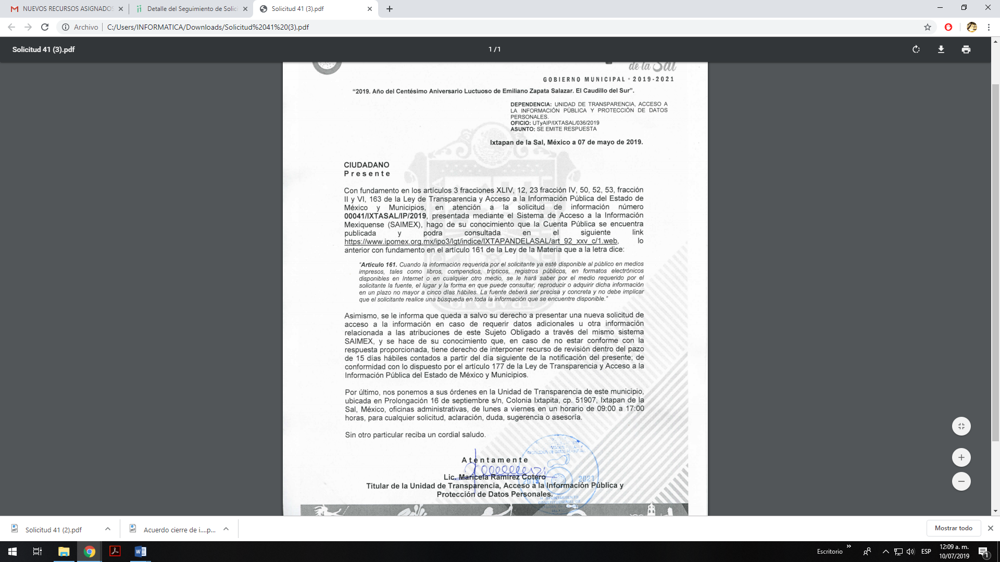 NUEVOS RECURSOS ASIGNADOS
Detalle del Seguimiento de Solici
Solicitud 41 (3).pdf
Archivo
C:/Users/INFORMATICA/Downloads/Solicitud%2041%20(3).pdf
Solicitud 41 (3).pdf
1 / 1
de la Sal
GOBIERNO MUNICIPAL • 2019-2021
“2019. Año del Centésimo Aniversario Luctuoso de Emiliano Zapata Salazar. El Caudillo del Sur”.
DEPENDENCIA: UNIDAD DE TRANSPARENCIA, ACCESO A
LA INFORMACIÓN PÚBLICA Y PROTECCIÓN DE DATOS
PERSONALES.
OFICIO: UTyAIP/IXTASAL/036/2019
ASUNTO: SE EMITE RESPUESTA
Ixtapan de la Sal, México a 07 de mayo de 2019.
CIUDADANO
P r e s e n t e
Con fundamento en los artículos 3 fracciones XLIV, 12, 23 fracción IV, 50, 52, 53, fracción
II y VI, 163 de la Ley de Transparencia y Acceso a la Información Pública del Estado de
México y Municipios, en atención a la solicitud de información número
00041/IXTASAL/IP/2019, presentada mediante el Sistema de Acceso a la Información
Mexiquense (SAIMEX), hago de su conocimiento que la Cuenta Pública se encuentra
publicada y podra consultada en el siguiente link
https://www.ipomex.org.mx/ipo3/lgt/indice/IXTAPANDELASAL/art_92_xxv_c/1.web, lo
anterior con fundamento en el artículo 161 de la Ley de la Materia que a la letra dice:
“Artículo 161. Cuando la información requerida por el solicitante ya esté disponible al público en medios
impresos, tales como libros, compendios, trípticos, registros públicos, en formatos electrónicos
disponibles en Internet o en cualquier otro medio, se le hará saber por el medio requerido por el
solicitante la fuente, el lugar y la forma en que puede consultar, reproducir o adquirir dicha información
en un plazo no mayor a cinco días hábiles. La fuente deberá ser precisa y concreta y no debe implicar
que el solicitante realice una búsqueda en toda la información que se encuentre disponible.”
Asimismo, se le informa que queda a salvo su derecho a presentar una nueva solicitud de
acceso a la información en caso de requerir datos adicionales u otra información
relacionada a las atribuciones de este Sujeto Obligado a través del mismo sistema
SAIMEX, y se hace de su conocimiento que, en caso de no estar conforme con la
respuesta proporcionada, tiene derecho de interponer recurso de revisión dentro del pazo
de 15 días hábiles contados a partir del día siguiente de la notificación del presente; de
conformidad con lo dispuesto por el artículo 177 de la Ley de Transparencia y Acceso a la
Información Pública del Estado de México y Municipios.
Por último, nos ponemos a sus órdenes en la Unidad de Transparencia de este municipio,
ubicada en Prolongación 16 de septiembre s/n, Colonia Ixtapita, cp. 51907, Ixtapan de la
Sal, México, oficinas administrativas, de lunes a viernes en un horario de 09:00 a 17:00
horas, para cualquier solicitud, aclaración, duda, sugerencia o asesoría.
Sin otro particular reciba un cordial saludo.
A t e n t a m e n t e
Lic. Maricela Ramírez Cotero
2019 2021
Titular de la Unidad de Transparencia, Acceso a la Información Pública y
Protección de Datos Personales.
H. AYUNTAMIENTO
CONSTITUCIONAL DE
Solicitud 41 (2).pdf
Acuerdo cierre de i....p...
Mostrar todo
Escritorio
ESP
12:09 a. m.
10/07/2019
1